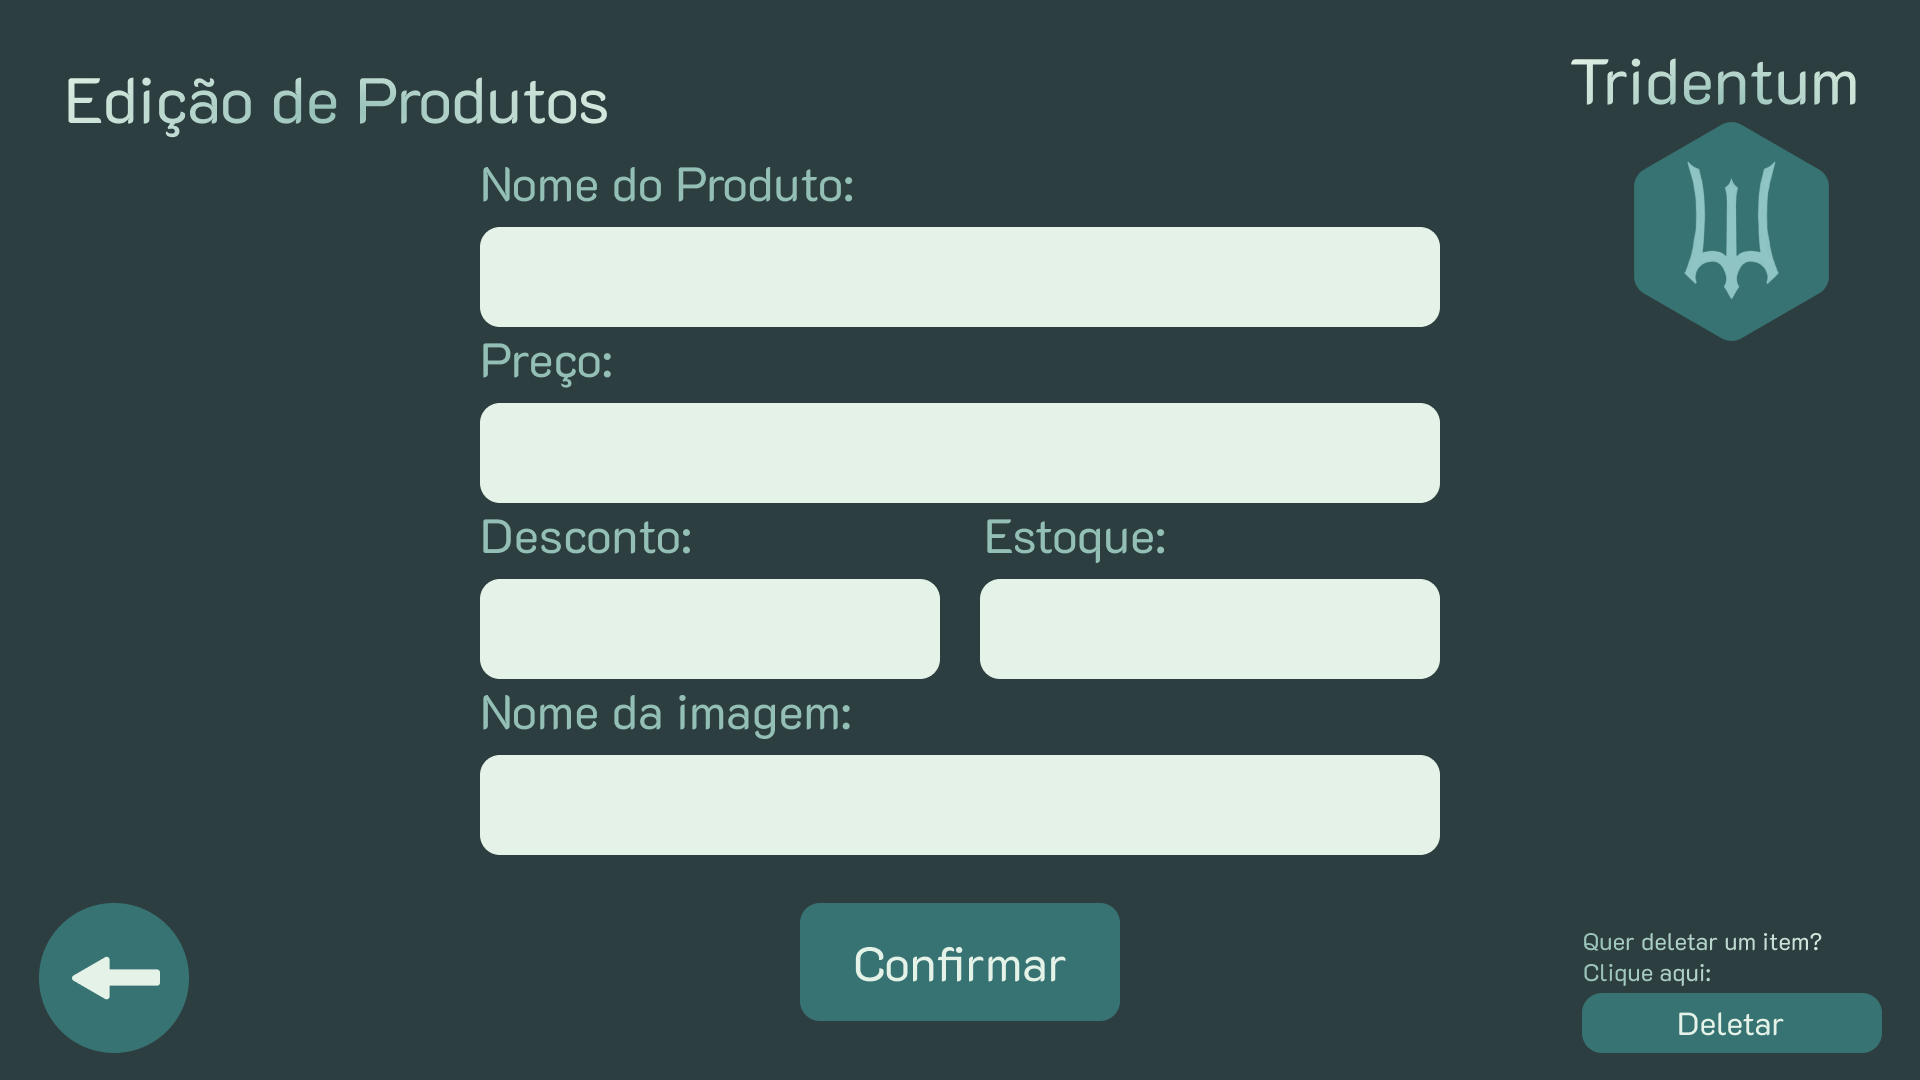 Edição de Produtos
Tridentum
Nome do Produto:
Preço:
Desconto:
Estoque:
Nome da imagem:
Confirmar
Quer deletar um item?
Clique aqui:
Deletar